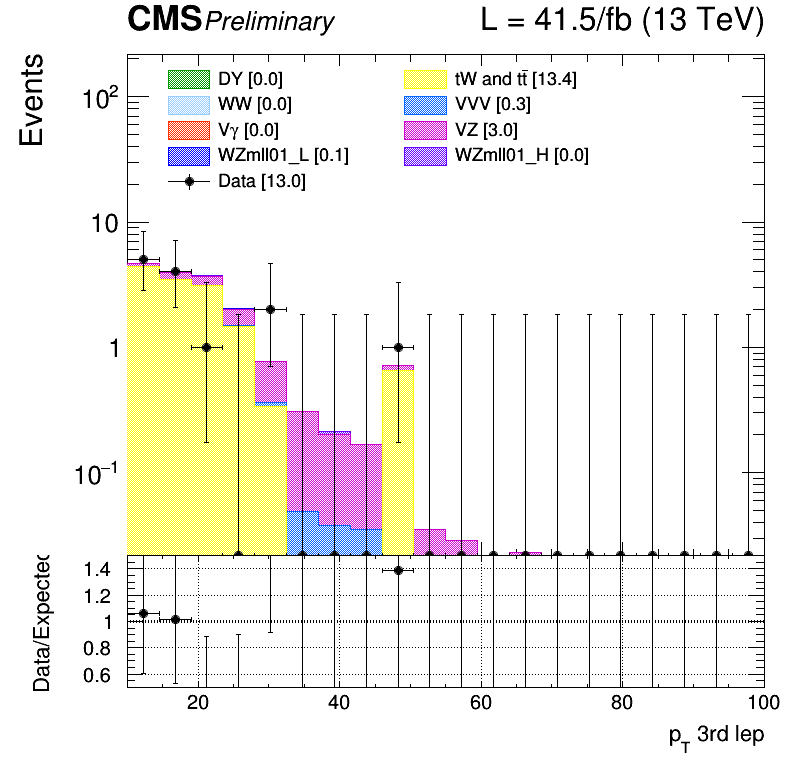 CMS Preliminary L = 41.5/fb (13 TeV)
Events
10²
10
1
10⁻¹
DY [0.0]
WW [0.0]
Vγ [0.0]
WZmll01_L [0.1]
Data [13.0]
tW and tt̄ [13.4]
VVV [0.3]
VZ [3.0]
WZmll01_H [0.0]
Data/Expected
1.4
1.2
1
0.8
0.6
20 40 60 80 100
p_T 3rd lep